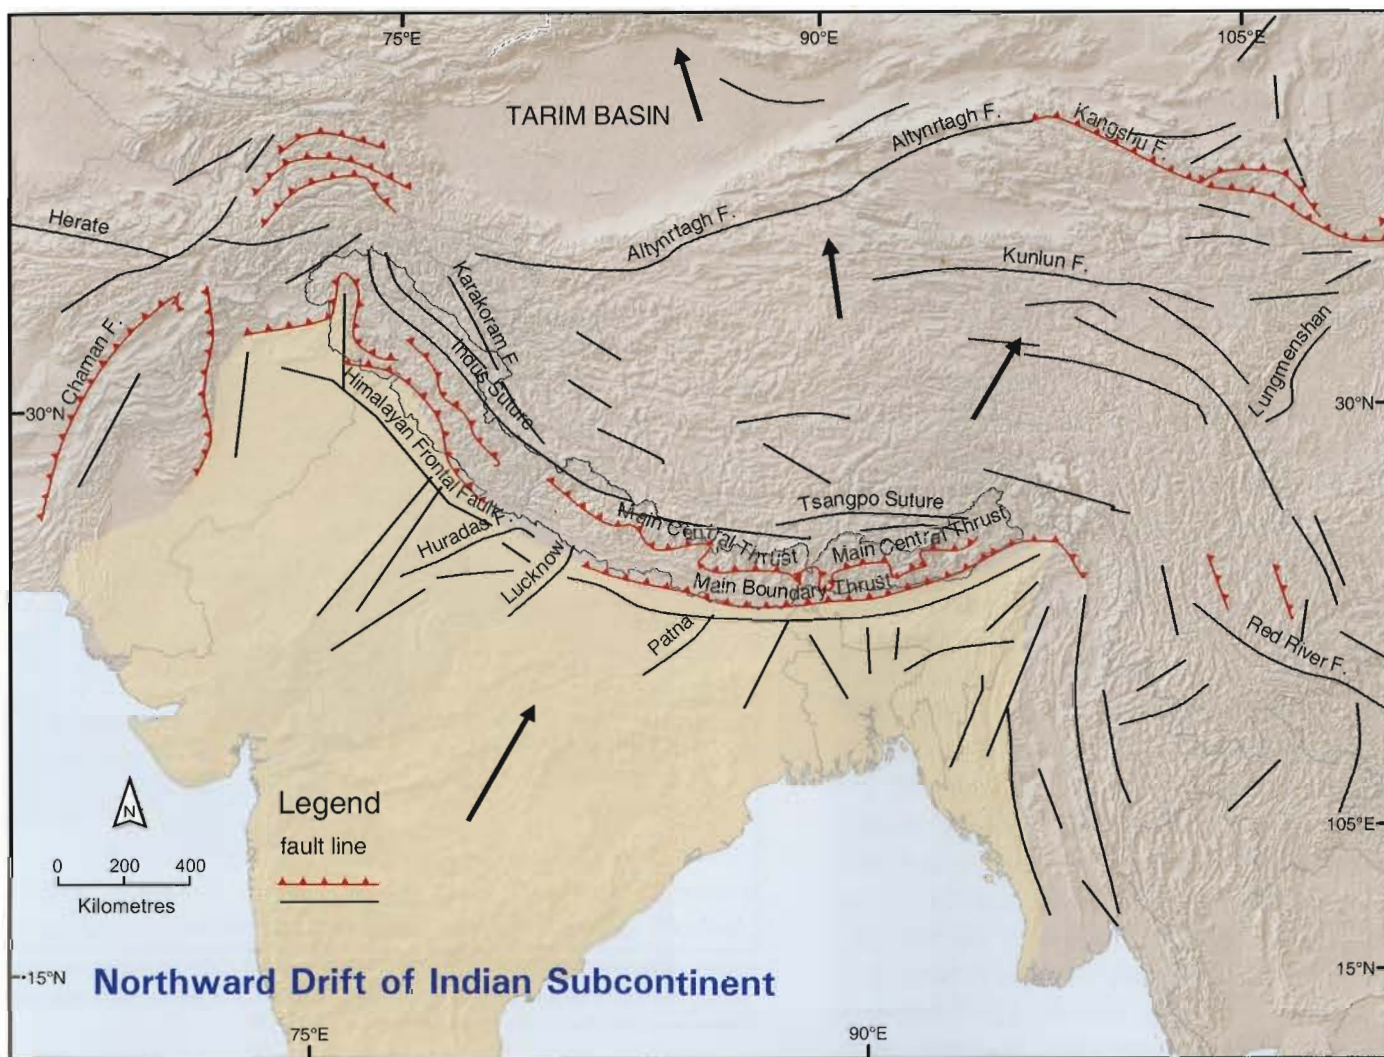 75°E
90°E
105°E
TARIM BASIN
Altynrtagh F.
Kangshu F.
Herate
Altynrtagh F.
Kunlun F.
Karakoram F.
Chaman F.
Indus Suture
Lungmenshan
30°N
30°N
Himalayan Frontal Fault
Tsangpo Suture
Main Central Thrust
Main Central Thrust
Huradas F.
Lucknow
Main Boundary Thrust
Patna
Red River F.
N
0 200 400
Kilometres
Legend
fault line
105°E
15°N
15°N
Northward Drift of Indian Subcontinent
75°E
90°E